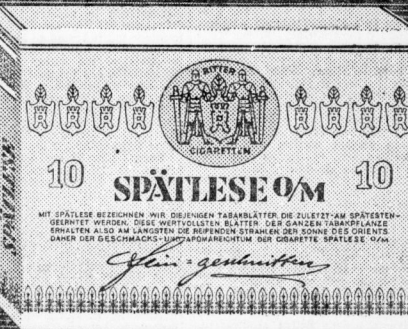 RITTER
CIGARETTEN
10
10
SPÄTLESE O/M
MIT SPÄTLESE BEZEICHNEN WIR DIEJENIGEN TABAKBLÄTTER, DIE ZULETZT-AM SPÄTESTEN-
GEERNTET WERDEN. DIESE WERTVOLLSTEN BLÄTTER DER GANZEN TABAKPFLANZE
ERHALTEN ALSO AM LÄNGSTEN DIE REIFENDEN STRAHLEN DER SONNE DES ORIENTS
DAHER DER GESCHMACKS-UND AROMAREICHTUM DER CIGARETTE SPÄTLESE O/M
fein=geschnitten
SPÄTLESE